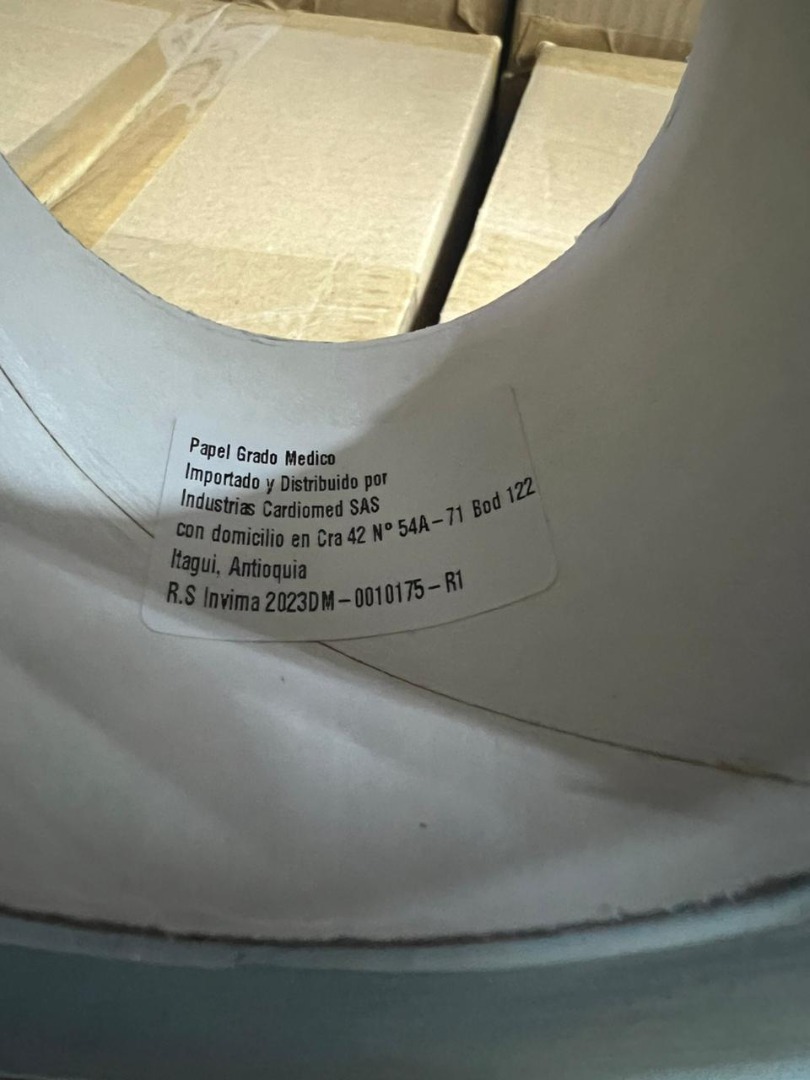 Papel Grado Medico
Importado y Distribuido por
Industrias Cardiomed SAS
con domicilio en Cra 42 Nº 54A-71 Bod 122
Itagui, Antioquia
R.S Invima 2023DM-0010175-R1